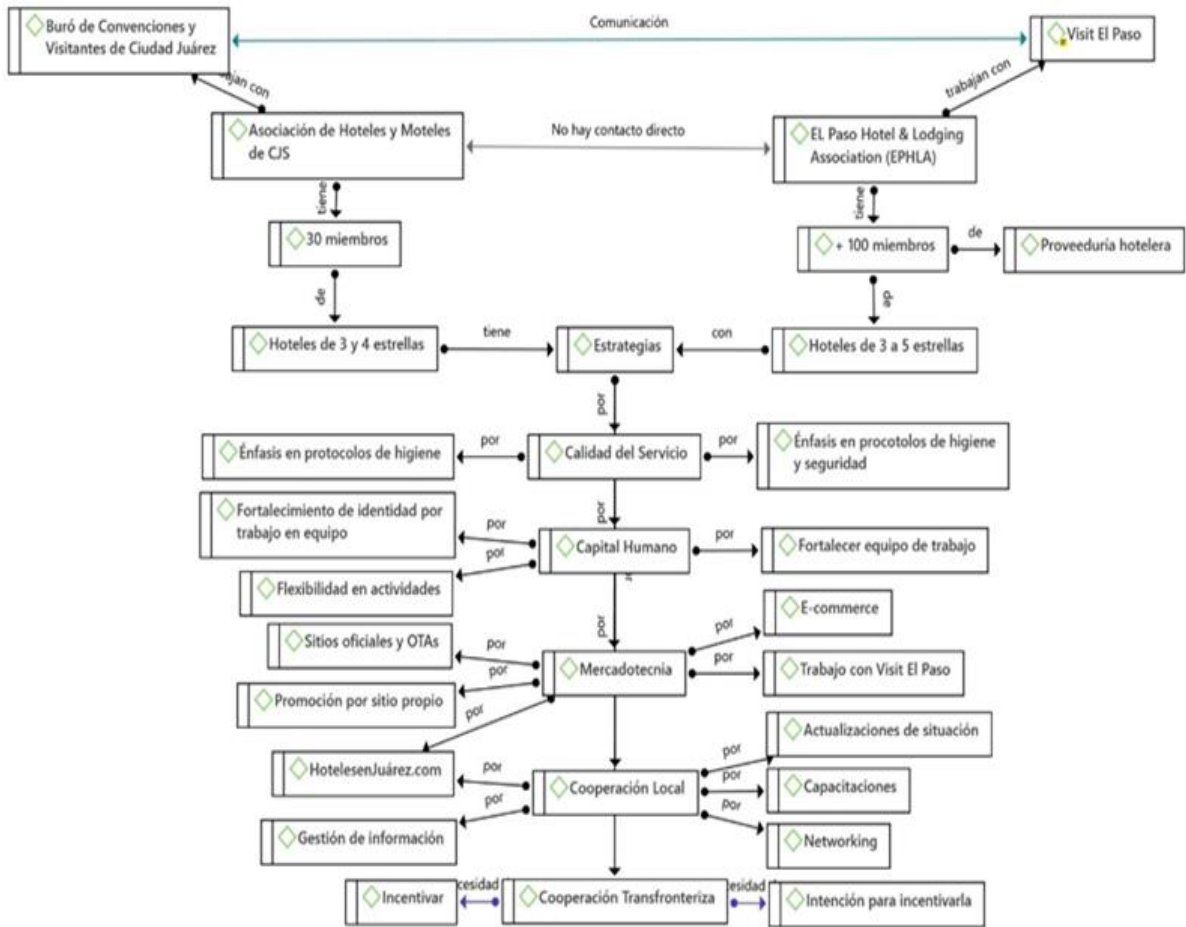 Buró de Convenciones y
Visitantes de Ciudad Juárez
Comunicación
Visit El Paso
ajan con
trabajan con
Asociación de Hoteles y Moteles
de CJS
No hay contacto directo
EL Paso Hotel & Lodging
Association (EPHLA)
tiene
tiene
30 miembros
+ 100 miembros
de
Proveeduría hotelera
de
de
Hoteles de 3 y 4 estrellas
tiene
Estrategias
con
Hoteles de 3 a 5 estrellas
por
Énfasis en protocolos de higiene
por
Calidad del Servicio
por
Énfasis en procotolos de higiene
y seguridad
por
Fortalecimiento de identidad por
trabajo en equipo
por
por
Capital Humano
por
Fortalecer equipo de trabajo
Flexibilidad en actividades
por
E-commerce
Sitios oficiales y OTAs
por
por
Mercadotecnia
por
por
Trabajo con Visit El Paso
Promoción por sitio propio
por
Actualizaciones de situación
HotelesenJuárez.com
por
por
Cooperación Local
por
por
por
Capacitaciones
Gestión de información
Networking
Incentivar
cesidad
Cooperación Transfronteriza
cesidad
Intención para incentivarla